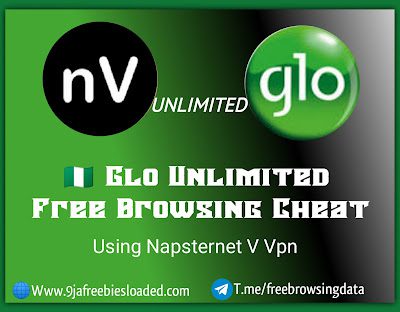 nV
UNLIMITED
glo
Glo Unlimited
Free Browsing Cheat
Using Napsternet V Vpn
Www.9jafreebiesloaded.com
T.me/freebrowsingdata